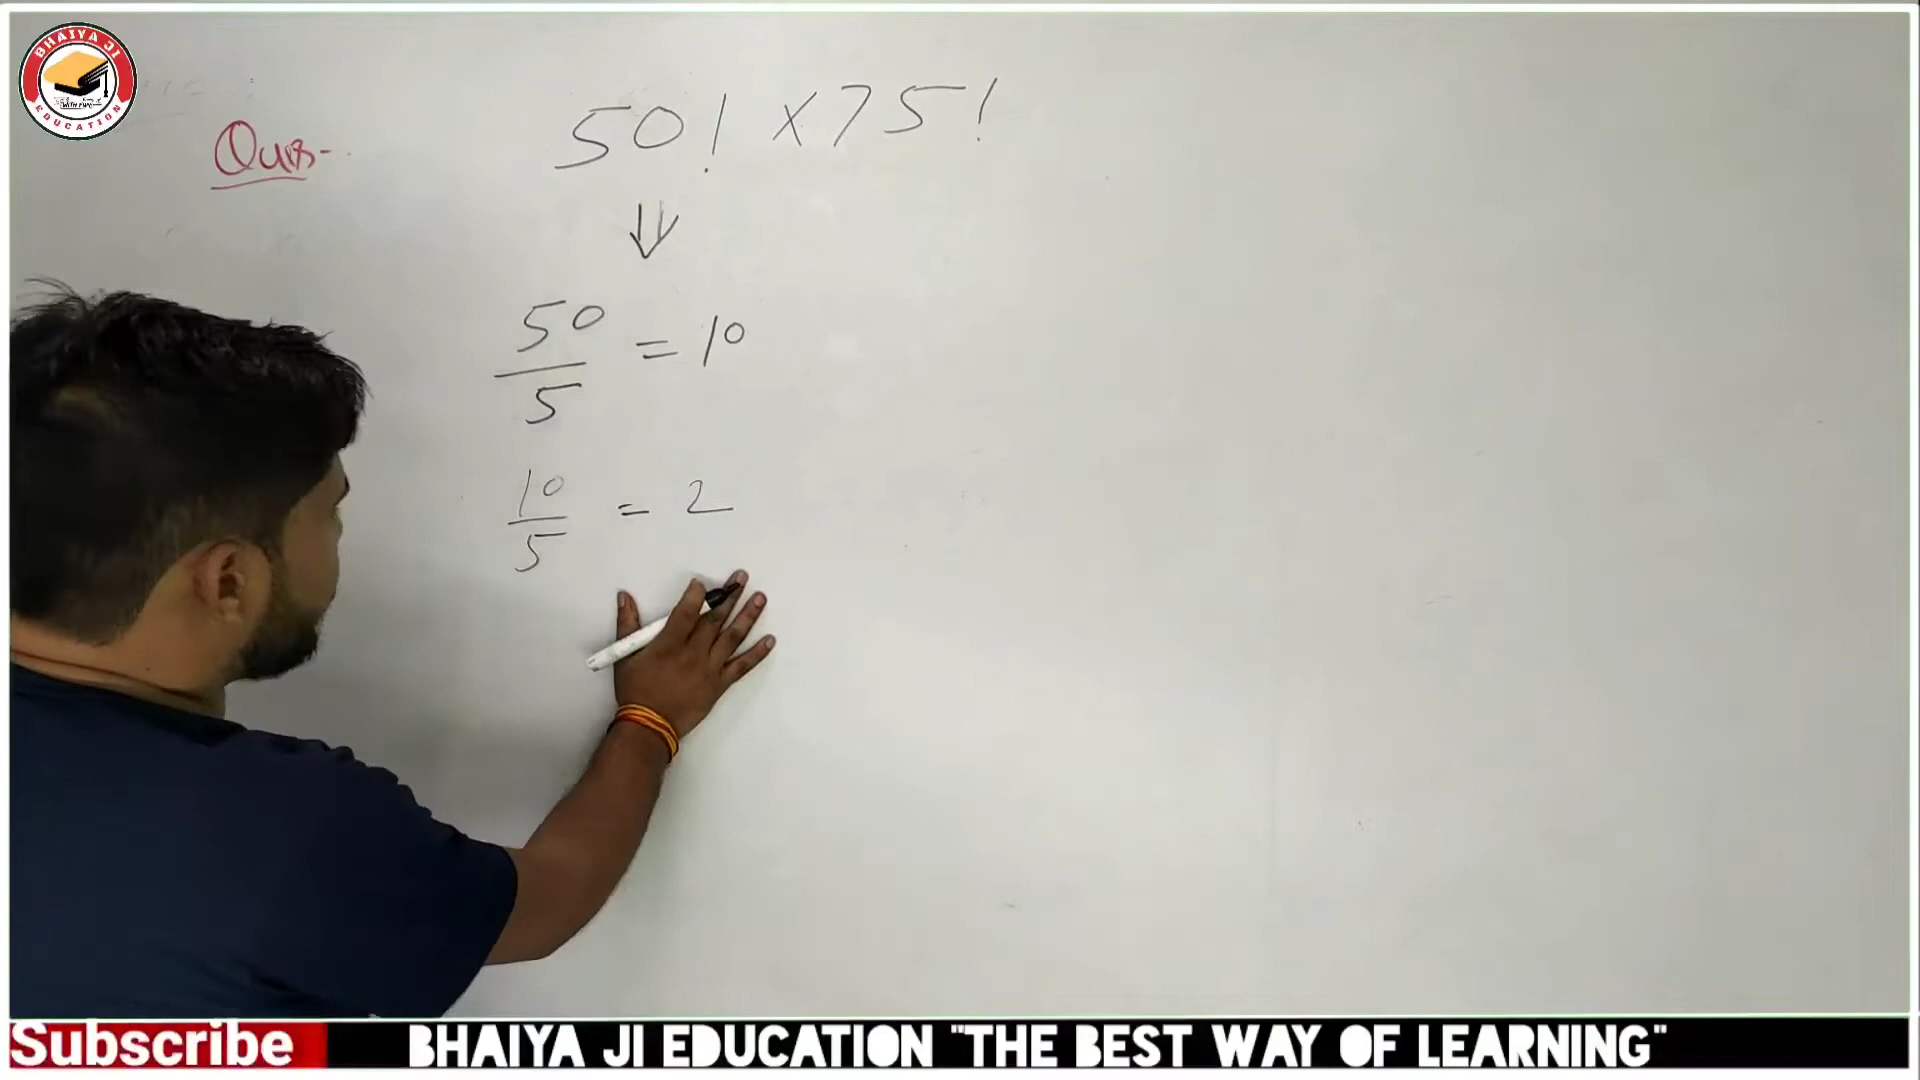 BHAIYA JI
EDUCATION
Ques-
50! x 75!
50
5
= 10
10
5
= 2
Subscribe
BHAIYA JI EDUCATION "THE BEST WAY OF LEARNING"